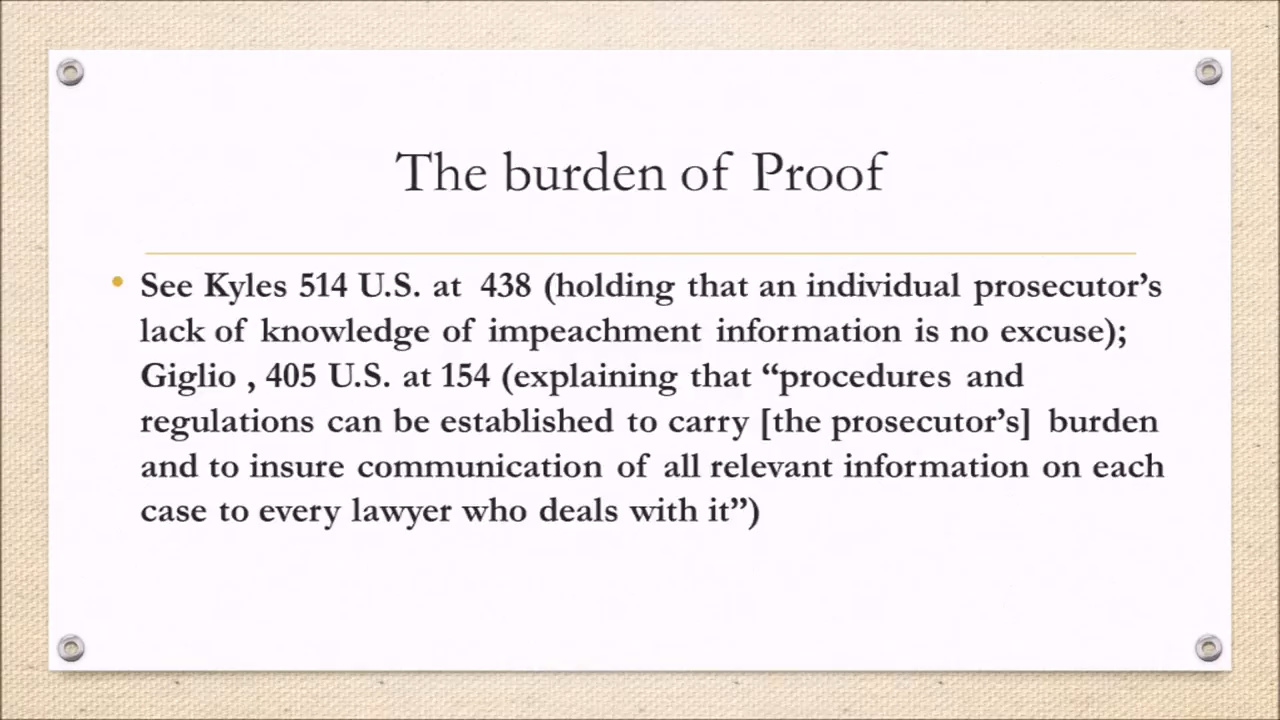 The burden of Proof
• See Kyles 514 U.S. at 438 (holding that an individual prosecutor’s
lack of knowledge of impeachment information is no excuse);
Giglio , 405 U.S. at 154 (explaining that “procedures and
regulations can be established to carry [the prosecutor’s] burden
and to insure communication of all relevant information on each
case to every lawyer who deals with it”)